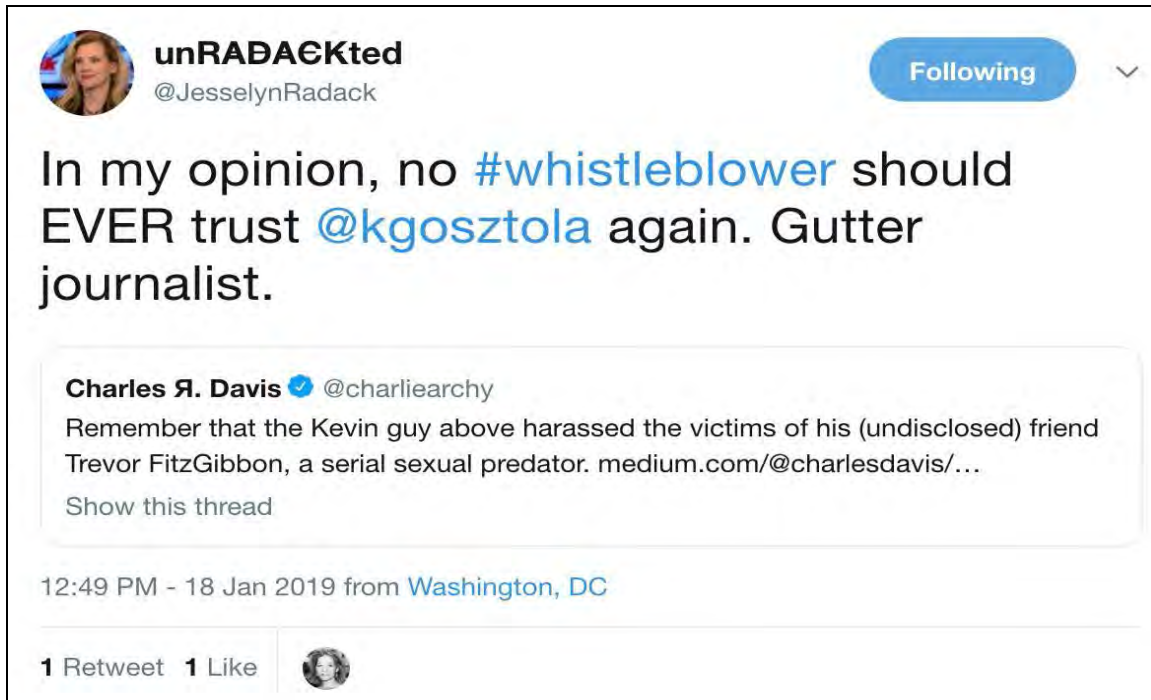 unRAĐAЄKted
@JesselynRadack
Following
In my opinion, no #whistleblower should
EVER trust @kgosztola again. Gutter
journalist.
Charles Я. Davis @charliearchy
Remember that the Kevin guy above harassed the victims of his (undisclosed) friend
Trevor FitzGibbon, a serial sexual predator. medium.com/@charlesdavis/…
Show this thread
12:49 PM - 18 Jan 2019 from Washington, DC
1 Retweet 1 Like